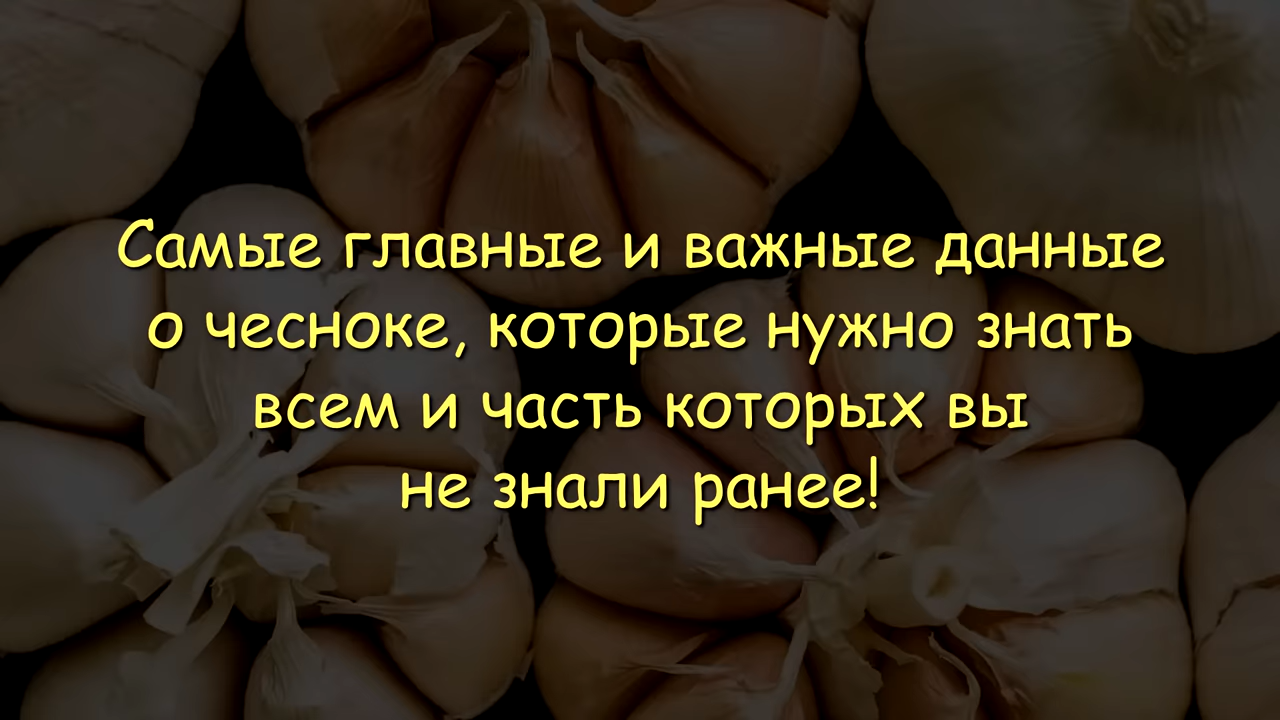 Самые главные и важные данные
о чесноке, которые нужно знать
всем и часть которых вы
не знали ранее!